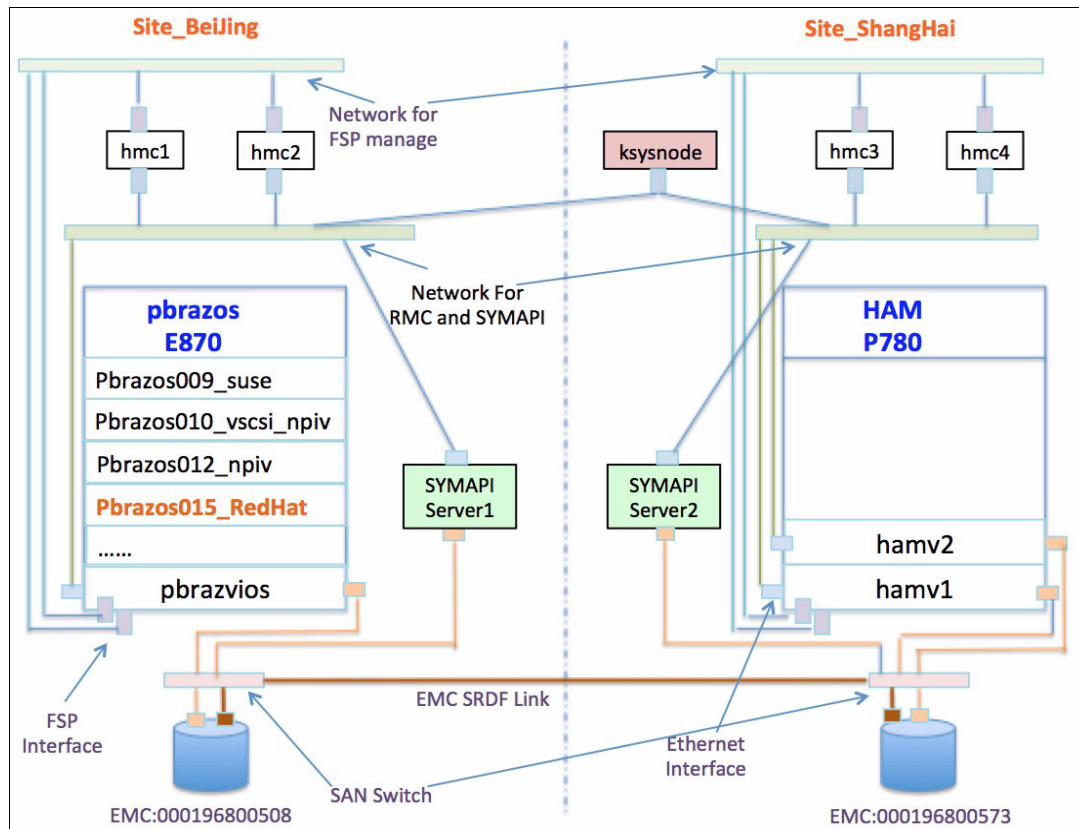 Site_BeiJing
Site_ShangHai
Network for
FSP manage
hmc1
hmc2
ksysnode
hmc3
hmc4
Network For
RMC and SYMAPI
pbrazos
E870
Pbrazos009_suse
Pbrazos010_vscsi_npiv
Pbrazos012_npiv
Pbrazos015_RedHat
......
pbrazvios
SYMAPI
Server1
SYMAPI
Server2
HAM
P780
hamv2
hamv1
EMC SRDF Link
FSP
Interface
Ethernet
Interface
SAN Switch
EMC:000196800508
EMC:000196800573